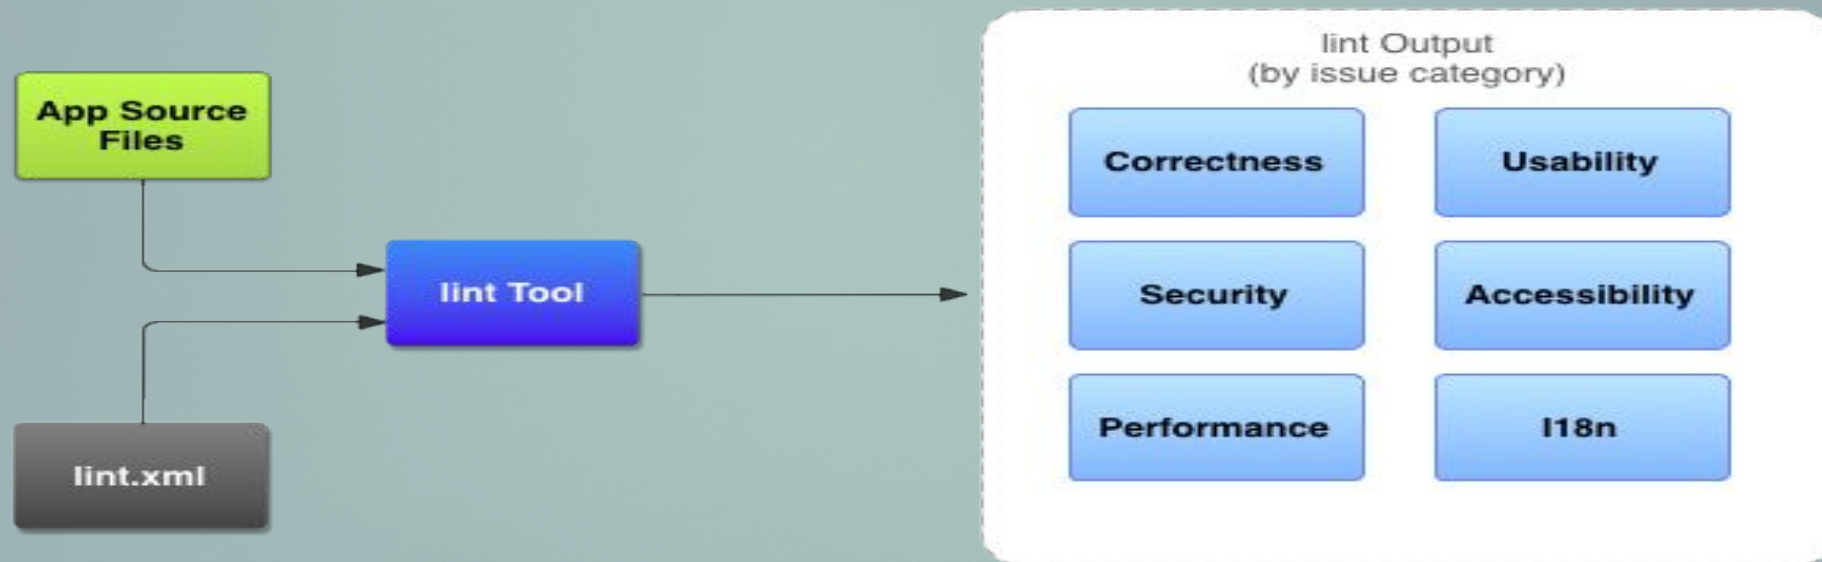 App Source
Files
lint Tool
lint.xml
lint Output
(by issue category)
Correctness
Usability
Security
Accessibility
Performance
I18n